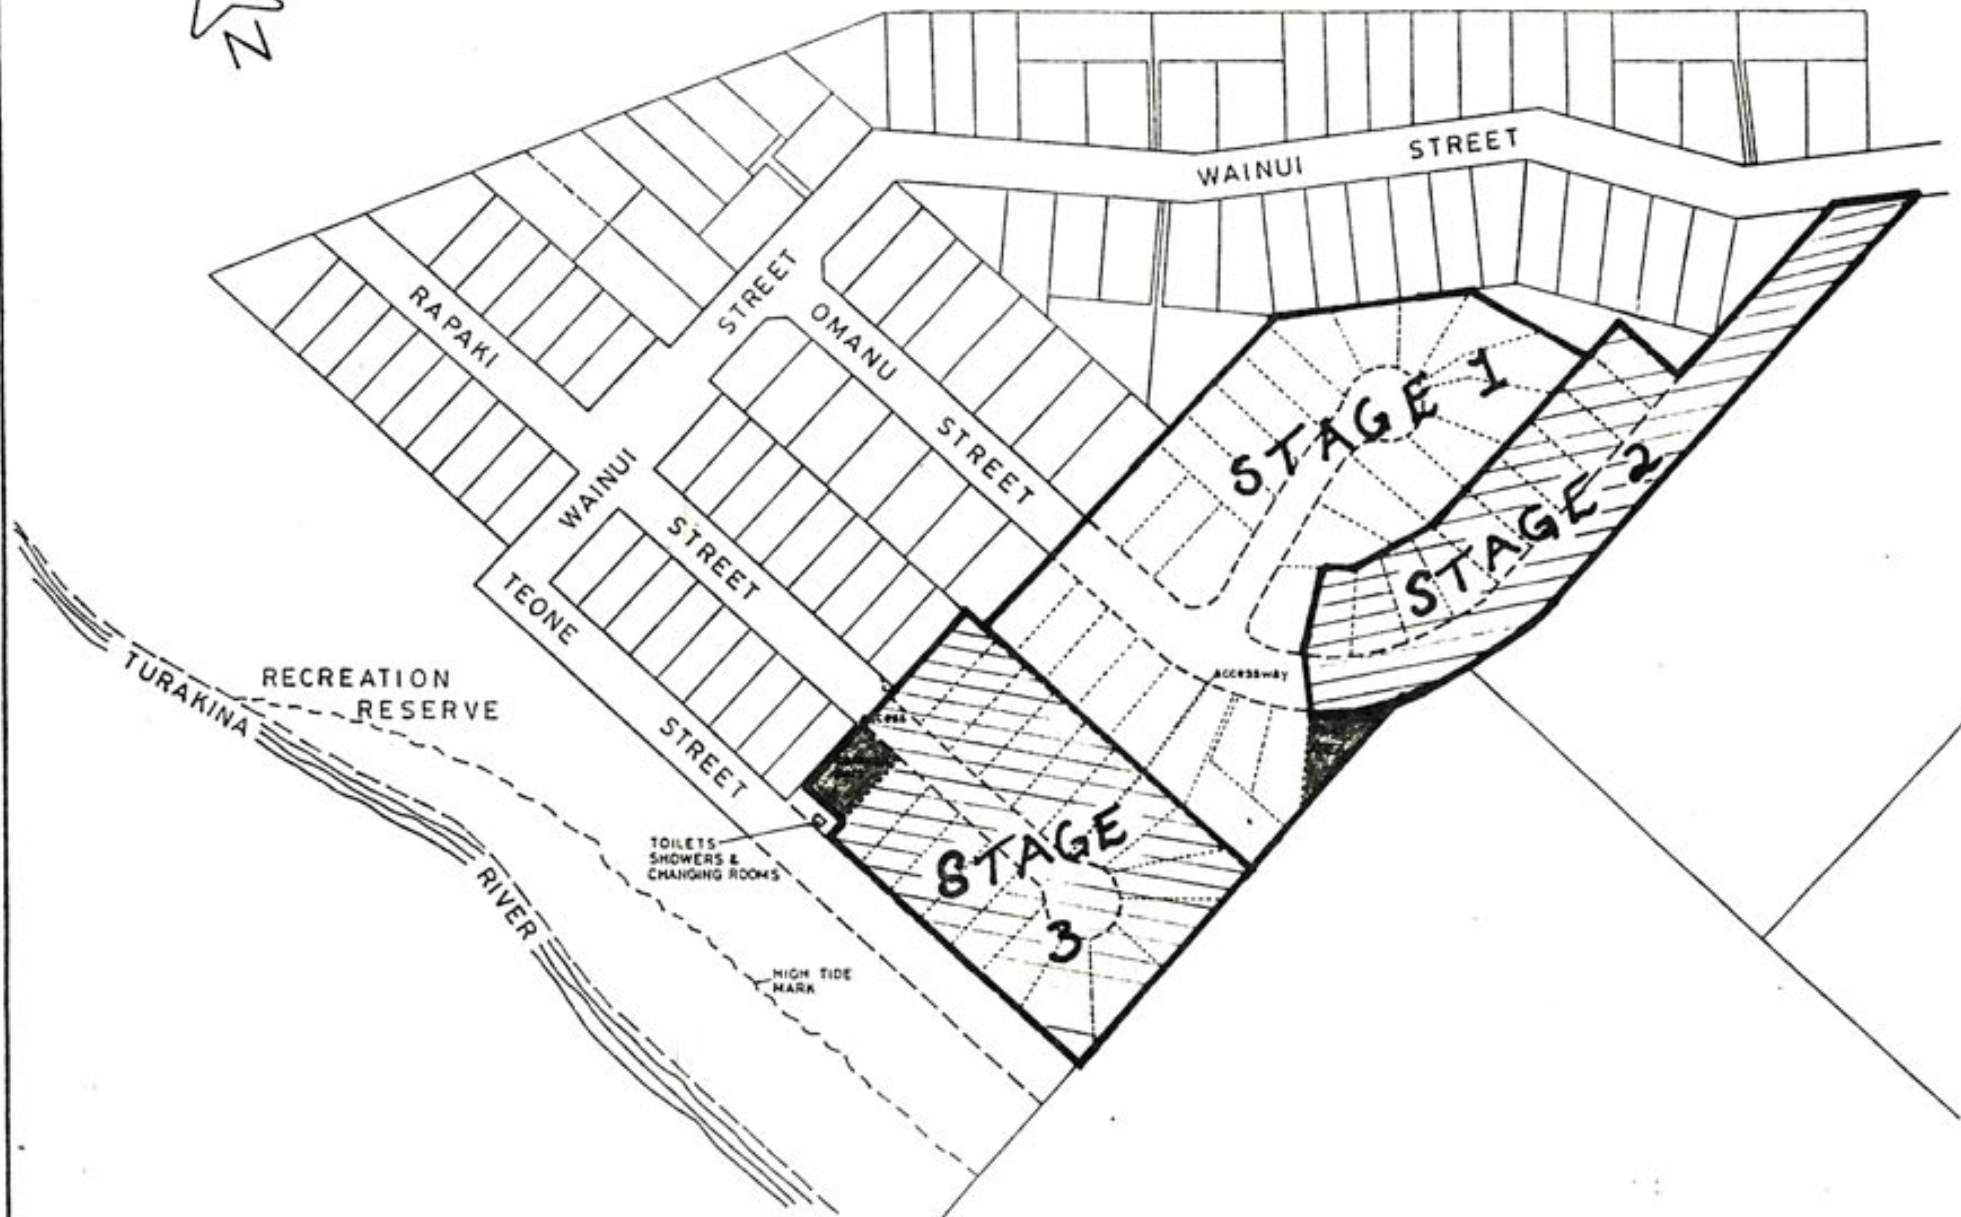 N
WAINUI STREET
RAPAKI
STREET
OMANU STREET
STAGE 1
STAGE 2
WAINUI
STREET
TEONE STREET
ACCESSWAY
RECREATION
RESERVE
TURAKINA RIVER
TOILETS
SHOWERS &
CHANGING ROOMS
STAGE
3
HIGH TIDE
MARK